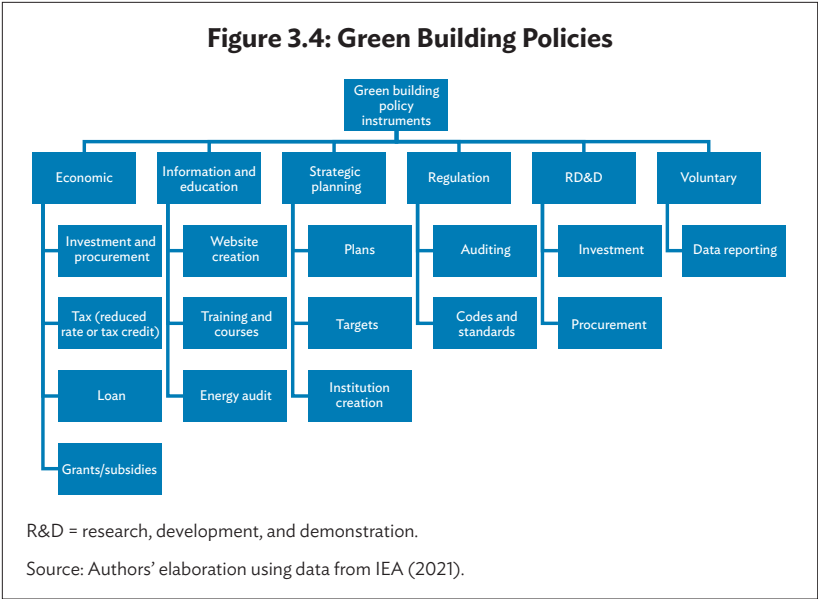 Figure 3.4: Green Building Policies
Green building
policy
instruments
Economic
Information and
education
Strategic
planning
Regulation
RD&D
Voluntary
Investment and
procurement
Website
creation
Plans
Auditing
Investment
Data reporting
Tax (reduced
rate or tax credit)
Training and
courses
Targets
Codes and
standards
Procurement
Loan
Energy audit
Institution
creation
Grants/subsidies
R&D = research, development, and demonstration.
Source: Authors’ elaboration using data from IEA (2021).